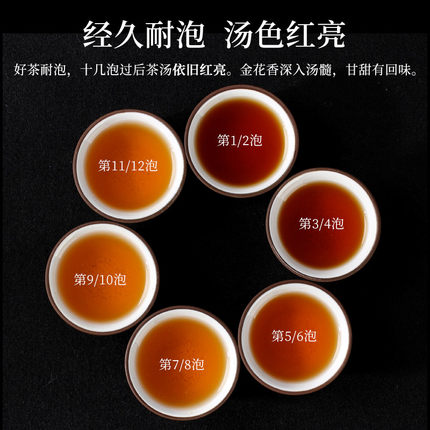 经久耐泡 汤色红亮
好茶耐泡，十几泡过后茶汤依旧红亮。金花香深入汤髓，甘甜有回味。
第1/2泡
第3/4泡
第5/6泡
第7/8泡
第9/10泡
第11/12泡